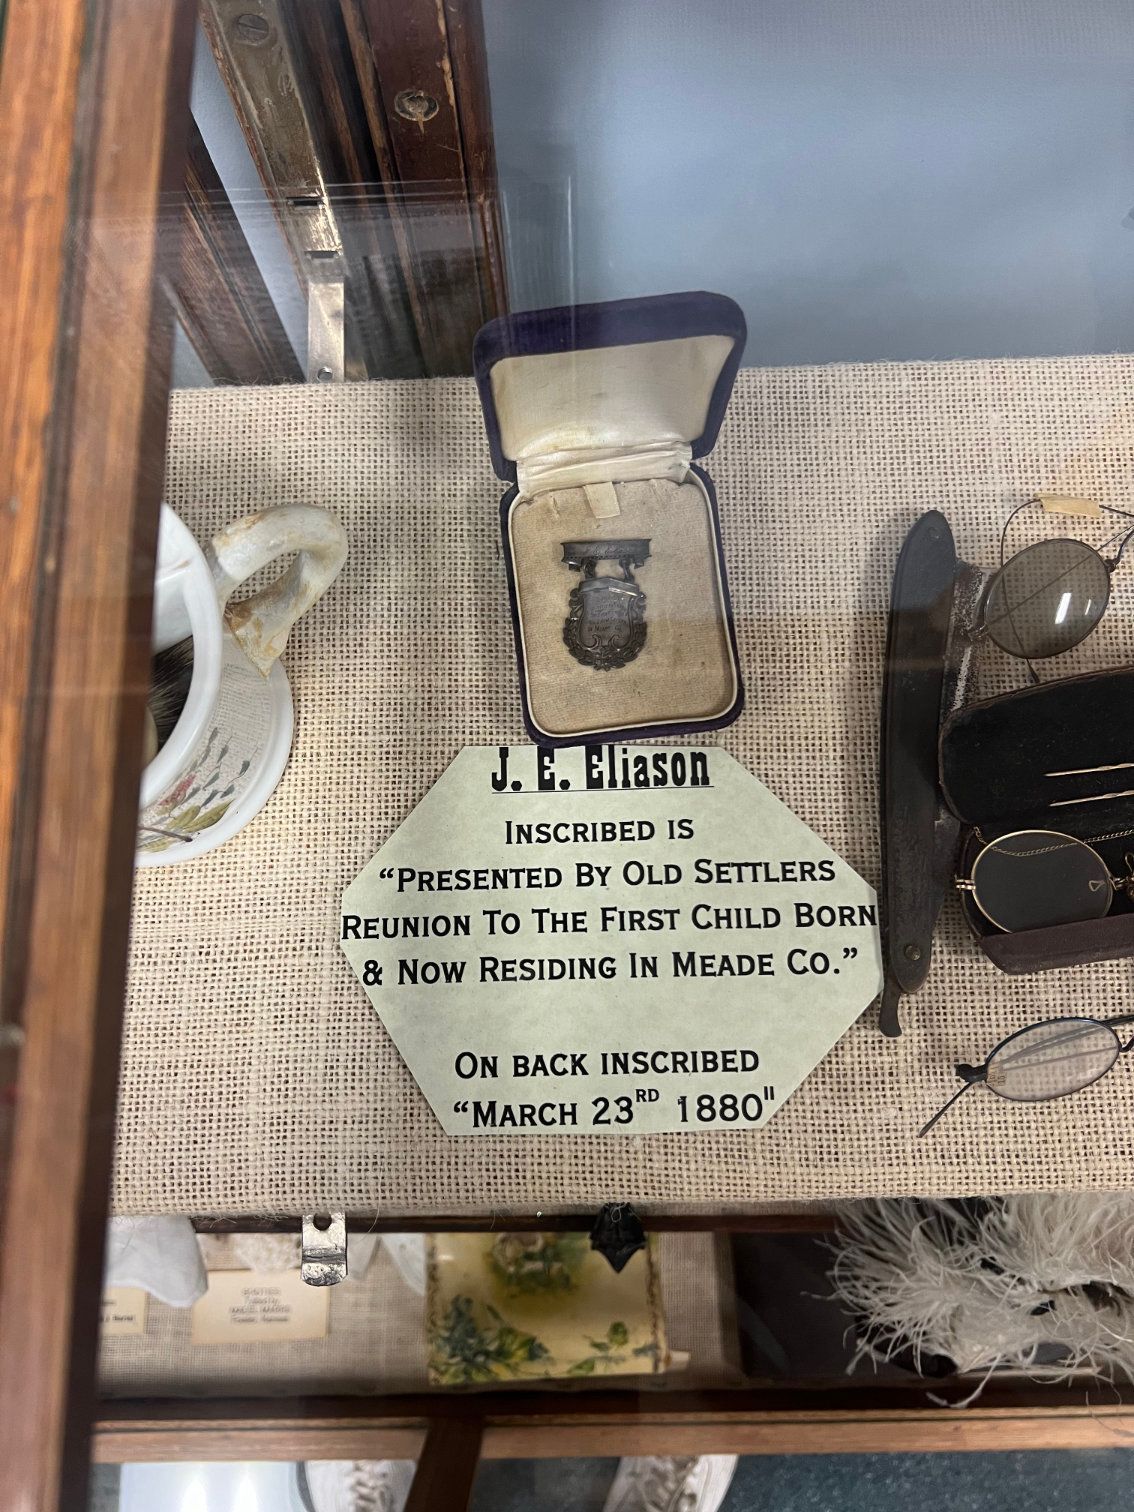 J. E. Eliason
INSCRIBED IS
“PRESENTED BY OLD SETTLERS
REUNION TO THE FIRST CHILD BORN
& NOW RESIDING IN MEADE CO.”
ON BACK INSCRIBED
“MARCH 23RD 1880"